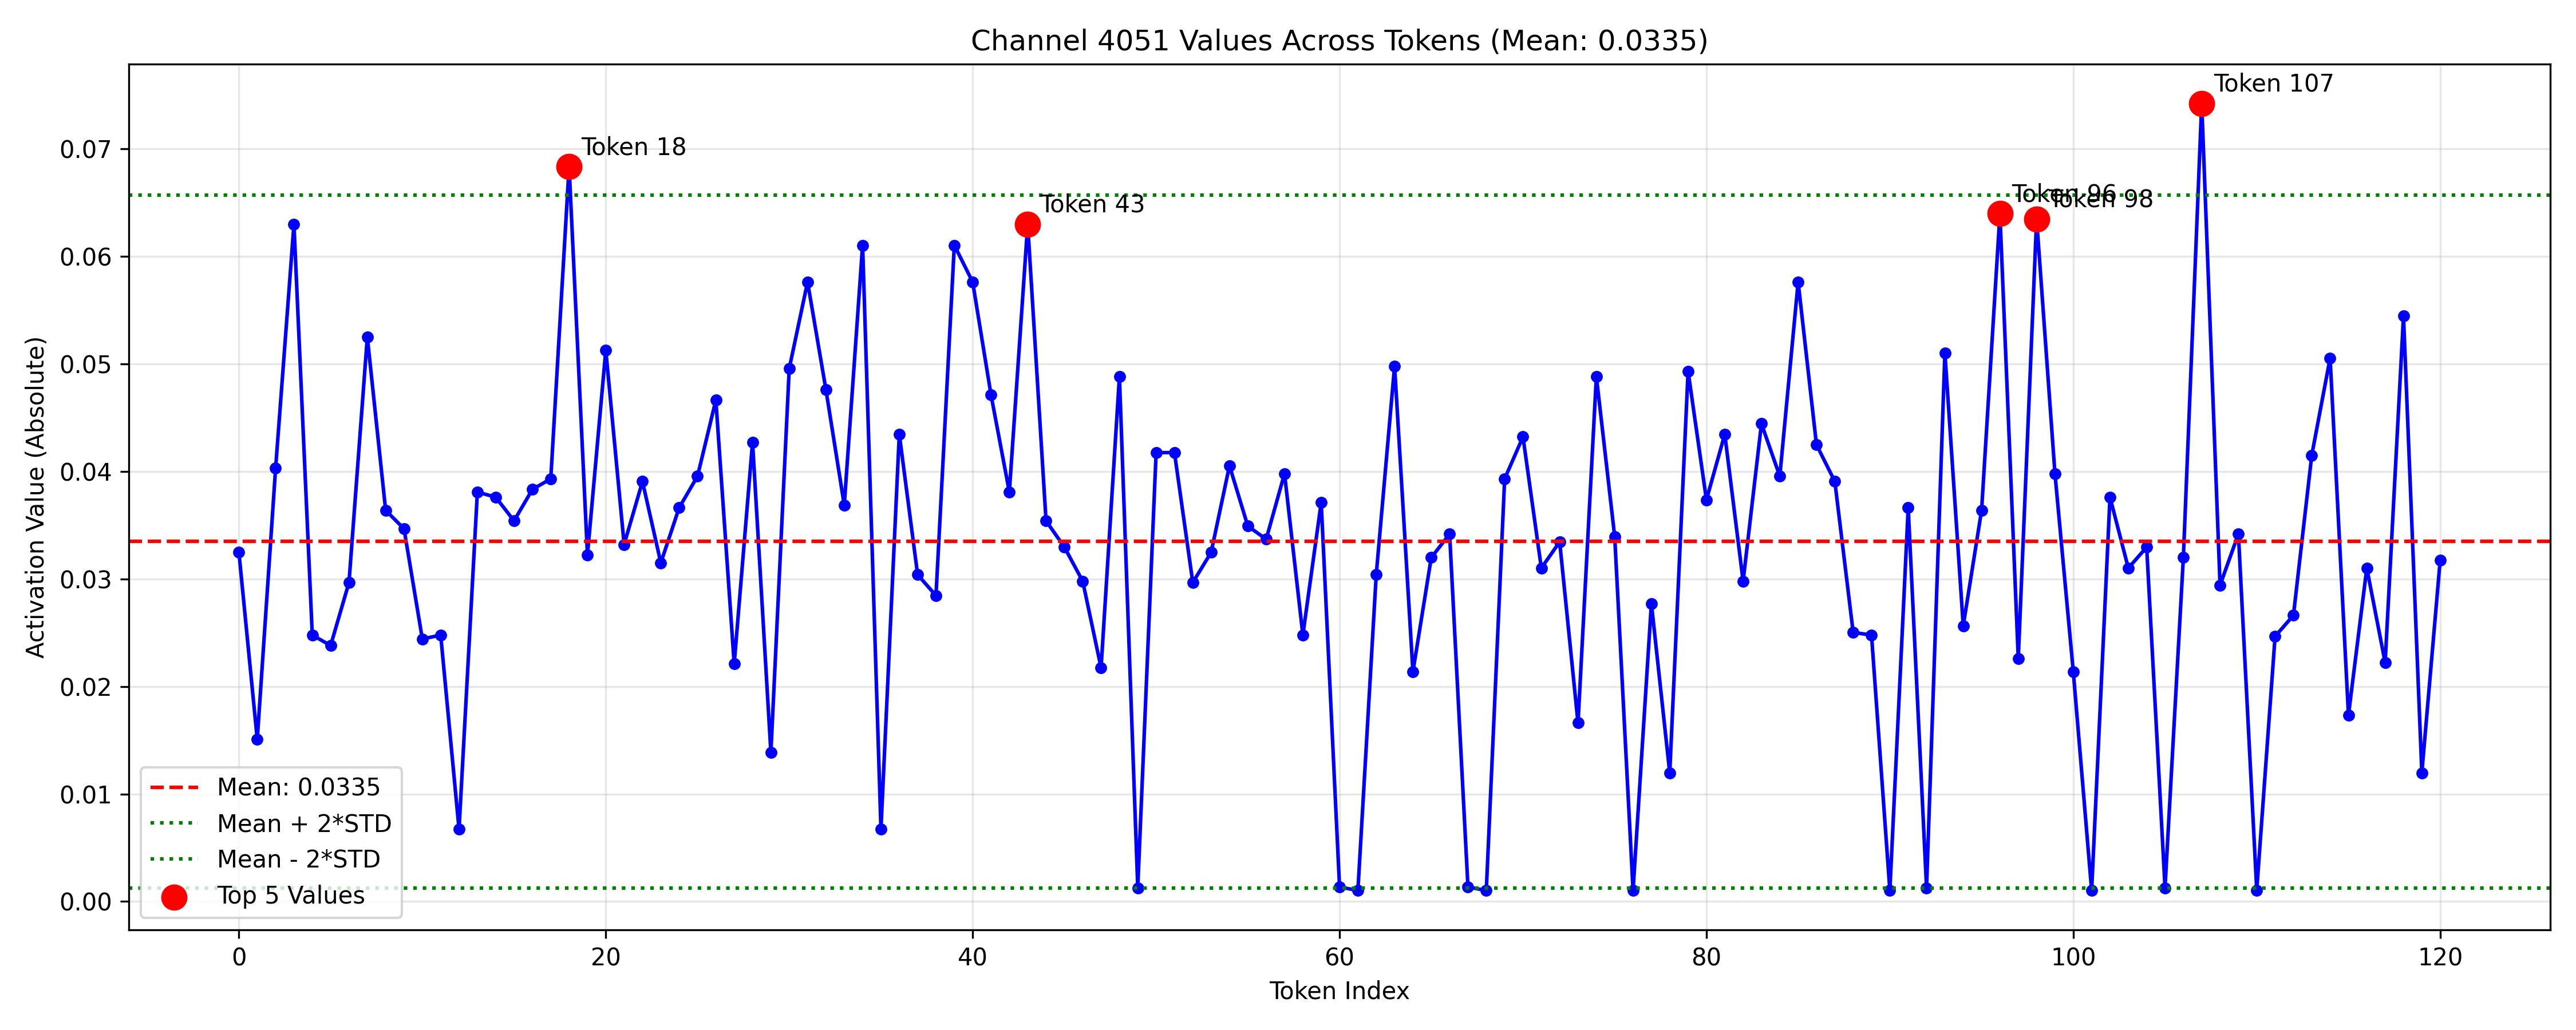 Channel 4051 Values Across Tokens (Mean: 0.0335)
Token 107
Token 18
Token 43
Token 96
Token 98
Activation Value (Absolute)
0.07
0.06
0.05
0.04
0.03
0.02
0.01
0.00
Mean: 0.0335
Mean + 2*STD
Mean - 2*STD
Top 5 Values
0 20 40 60 80 100 120
Token Index